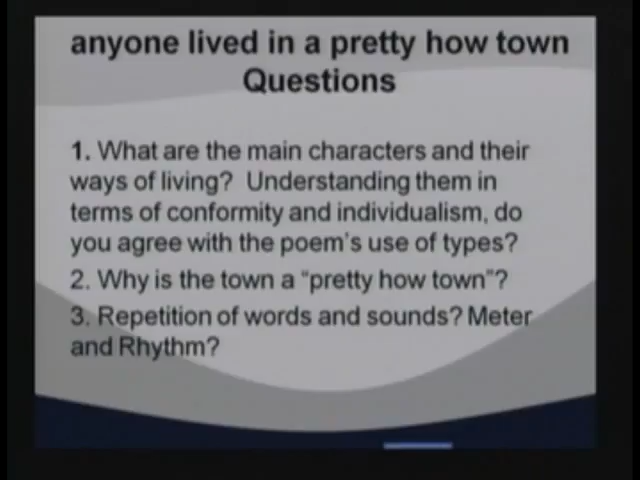 anyone lived in a pretty how town
Questions
1. What are the main characters and their
ways of living? Understanding them in
terms of conformity and individualism, do
you agree with the poem's use of types?
2. Why is the town a “pretty how town”?
3. Repetition of words and sounds? Meter
and Rhythm?